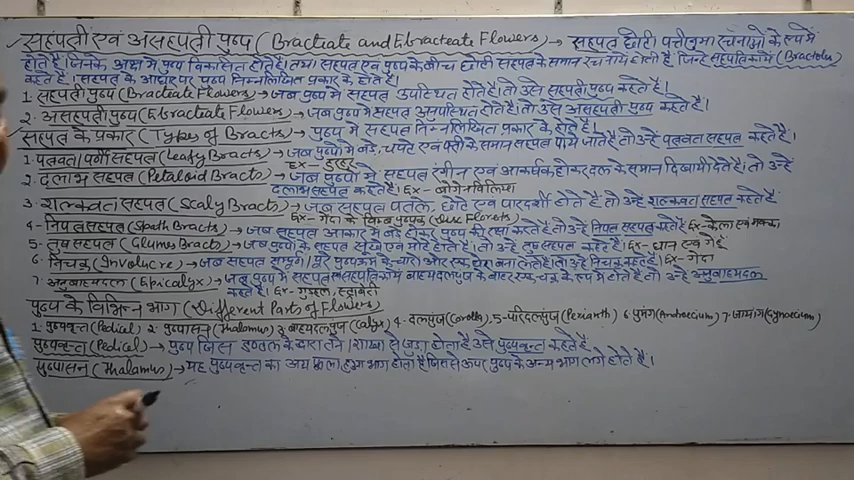 सहपत्री एवं असहपत्री पुष्प (Bracteate and Ebracteate Flowers) → सहपत्र छोटी पत्तीनुमा रचनाओं के रूप में
होते हैं जिनके अक्ष में पुष्प विकसित होते हैं। तथा सहपत्र एवं पुष्प के बीच छोटी सहपत्र के समान रचनायें होती हैं जिन्हें सहपत्रिकायें (Bracteoles)
कहते हैं। सहपत्र के आधार पर पुष्प निम्नलिखित प्रकार के होते हैं।
1. सहपत्री पुष्प (Bracteate Flowers) → जब पुष्प में सहपत्र उपस्थित होते हैं। तो उसे सहपत्री पुष्प कहते हैं।
2. असहपत्री पुष्प (Ebracteate Flowers) → जब पुष्प में सहपत्र अनुपस्थित होते हैं। तो उसे असहपत्री पुष्प कहते हैं।
सहपत्र के प्रकार (Types of Bracts) → पुष्प में सहपत्र निम्नलिखित प्रकार के होते हैं।
1. पत्रवत/पर्णी सहपत्र (Leafy Bracts) → जब पुष्पों में बड़े, चपटे एवं पत्ती के समान सहपत्र पाये जाते हैं तो उन्हें पत्रवत सहपत्र कहते हैं।
Ex - हुरहुर
2. दलाभ सहपत्र (Petaloid Bracts) → जब पुष्पों में सहपत्र रंगीन एवं आकर्षक होकर दल के समान दिखायी देते हैं। तो उन्हें
दलाभ सहपत्र कहते हैं। Ex - बोगेनविलिया
3. शल्कवत सहपत्र (Scaly Bracts) → जब सहपत्र पतले, छोटे एवं पारदर्शी होते हैं तो उन्हें शल्कवत सहपत्र कहते हैं
Ex - गेंदा के बिम्ब पुष्पक (Disc Florets)
4- निपत्र सहपत्र (Spath Bracts) → जब सहपत्र आकार में बड़े होकर पुष्प की रक्षा करते हैं तो उन्हें निपत्र सहपत्र कहते हैं Ex - केला एवं मक्का
5- तुष सहपत्र (Glumes Bract) → जब पुष्पों के सहपत्र सूखे एवं मोटे होते हैं। तो उन्हें तुष सहपत्र कहते हैं। Ex - धान एवं गेहूँ
6. निचक्र (Involucre) → जब सहपत्र सम्पूर्ण / पूरे पुष्पक्रम के चारों ओर एक घेरा बना लेते हैं। तो उन्हें निचक्र कहते हैं। Ex - गेंदा
7 अनुबाह्यदल (Epicalyx) → जब पुष्प में सहपत्र सहपत्रिकायें बाह्यदलपुंज के बाहर एक चक्र के रूप में होते हैं तो उन्हें अनुबाह्यदल
कहते हैं। Ex - गुड़हल,
पुष्प के विभिन्न भाग (Different Parts of Flowers)
1. पुष्पवृन्त (Pedical) 2. पुष्पासन (Thalamus) 3 बाह्यदलपुंज (Calyx) 4 - दलपुंज (Corolla) ,5 - परिदलपुंज (Perianth) 6 पुमंग (Androecium) 7 - जायांग (Gynoecium)
पुष्पवृन्त (Pedical) → पुष्प जिस डण्ठल के द्वारा तने / शाखा से जुड़ा होता है उसे पुष्पवृन्त कहते हैं
पुष्पासन (Thalamus) → यह पुष्पवृन्त का अग्र फूला हुआ भाग होता है जिसके ऊपर पुष्प के अन्य भाग लगे होते हैं।